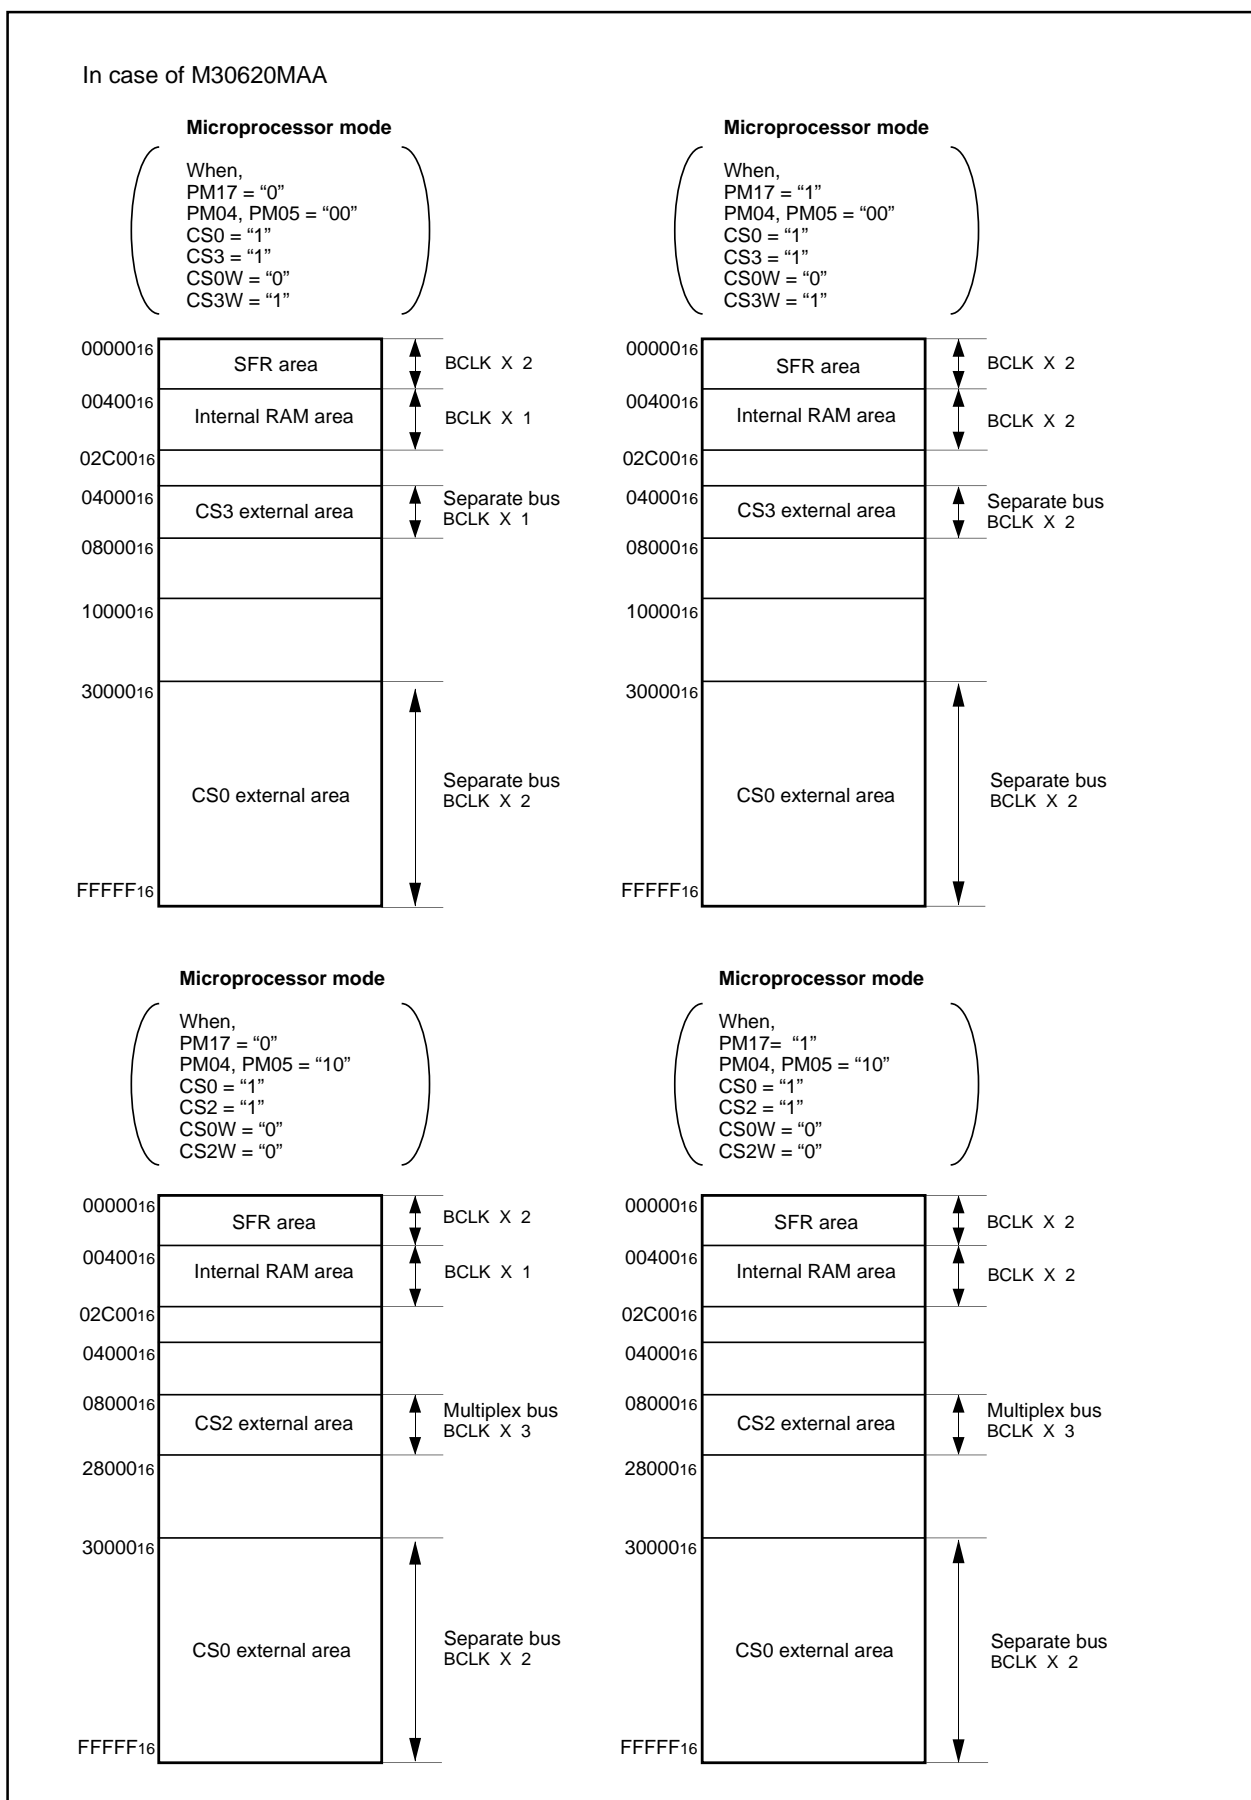 In case of M30620MAA
Microprocessor mode
When,
PM17 = “0”
PM04, PM05 = “00”
CS0 = “1”
CS3 = “1”
CS0W = “0”
CS3W = “1”
0000016
SFR area
BCLK X 2
0040016
Internal RAM area
BCLK X 1
02C0016
0400016
CS3 external area
Separate bus
BCLK X 1
0800016
1000016
3000016
CS0 external area
Separate bus
BCLK X 2
FFFFF16
Microprocessor mode
When,
PM17 = “1”
PM04, PM05 = “00”
CS0 = “1”
CS3 = “1”
CS0W = “0”
CS3W = “1”
0000016
SFR area
BCLK X 2
0040016
Internal RAM area
BCLK X 2
02C0016
0400016
CS3 external area
Separate bus
BCLK X 2
0800016
1000016
3000016
CS0 external area
Separate bus
BCLK X 2
FFFFF16
Microprocessor mode
When,
PM17 = “0”
PM04, PM05 = “10”
CS0 = “1”
CS2 = “1”
CS0W = “0”
CS2W = “0”
0000016
SFR area
BCLK X 2
0040016
Internal RAM area
BCLK X 1
02C0016
0400016
0800016
CS2 external area
Multiplex bus
BCLK X 3
2800016
3000016
CS0 external area
Separate bus
BCLK X 2
FFFFF16
Microprocessor mode
When,
PM17= “1”
PM04, PM05 = “10”
CS0 = “1”
CS2 = “1”
CS0W = “0”
CS2W = “0”
0000016
SFR area
BCLK X 2
0040016
Internal RAM area
BCLK X 2
02C0016
0400016
0800016
CS2 external area
Multiplex bus
BCLK X 3
2800016
3000016
CS0 external area
Separate bus
BCLK X 2
FFFFF16